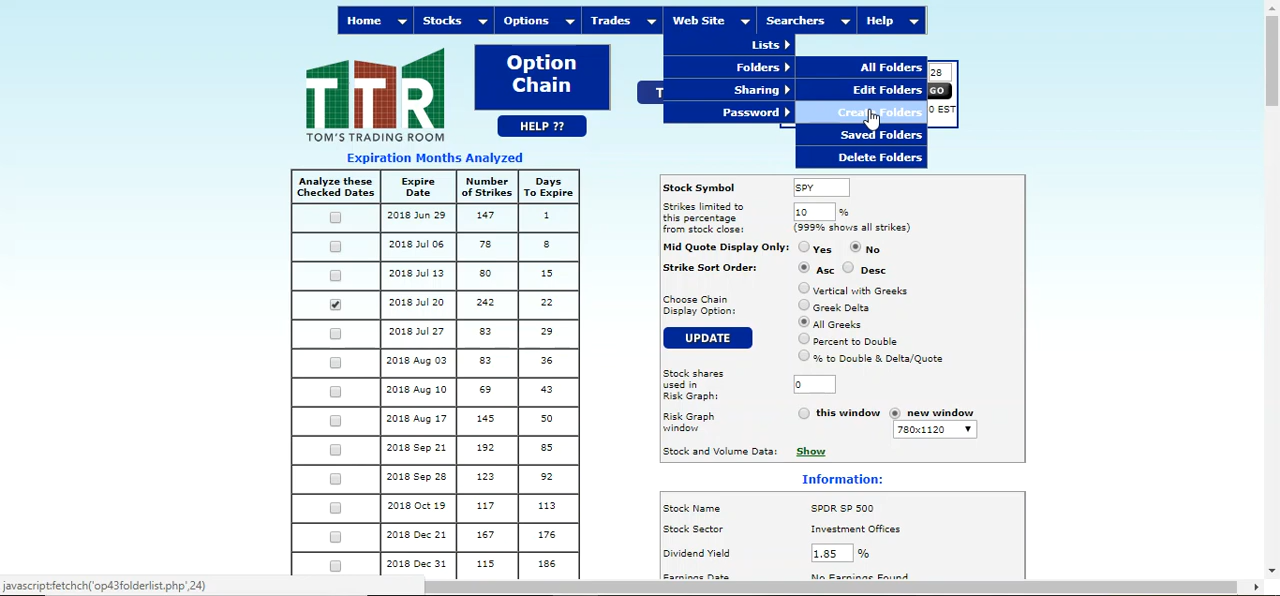 Home Stocks Options Trades Web Site Searchers Help
Lists
Folders
Sharing
Password
All Folders
Edit Folders
Create Folders
Saved Folders
Delete Folders
TTR
TOM'S TRADING ROOM
Option
Chain
HELP ??
T
28
GO
0 EST
Expiration Months Analyzed
Analyze these Checked Dates Expire Date Number of Strikes Days To Expire
2018 Jun 29 147 1
2018 Jul 06 78 8
2018 Jul 13 80 15
2018 Jul 20 242 22
2018 Jul 27 83 29
2018 Aug 03 83 36
2018 Aug 10 69 43
2018 Aug 17 145 50
2018 Sep 21 192 85
2018 Sep 28 123 92
2018 Oct 19 117 113
2018 Dec 21 167 176
2018 Dec 31 115 186
Stock Symbol SPY
Strikes limited to
this percentage
from stock close:
10 %
(999% shows all strikes)
Mid Quote Display Only: Yes No
Strike Sort Order: Asc Desc
Choose Chain
Display Option:
Vertical with Greeks
Greek Delta
All Greeks
Percent to Double
% to Double & Delta/Quote
UPDATE
Stock shares
used in
Risk Graph:
0
Risk Graph
window
this window new window
780x1120
Stock and Volume Data: Show
Information:
Stock Name SPDR SP 500
Stock Sector Investment Offices
Dividend Yield 1.85 %
Earnings Date No Earnings Found
javascript:fetchch('op43folderlist.php',24)